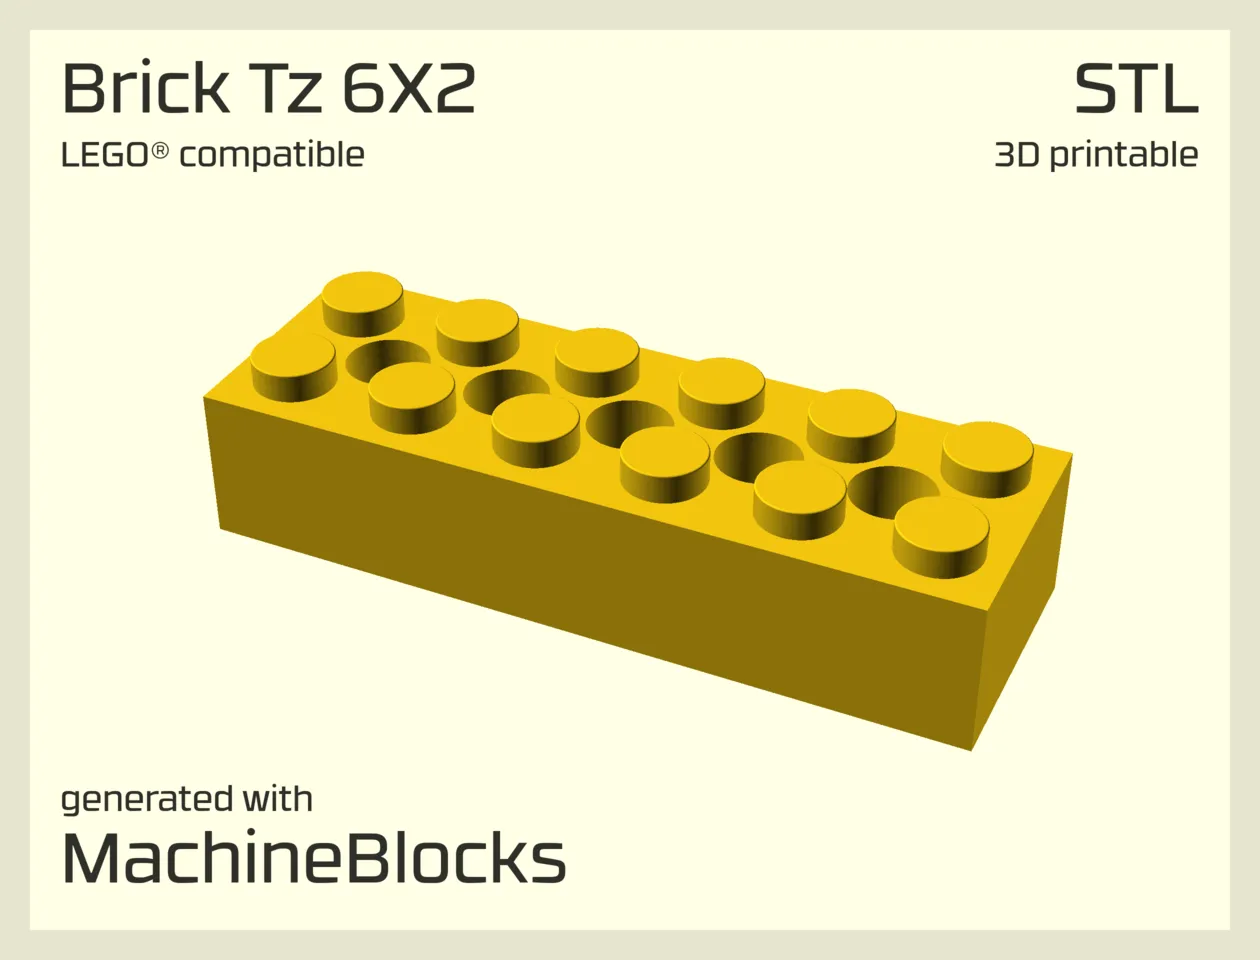 Brick Tz 6X2
LEGO® compatible
STL
3D printable
generated with
MachineBlocks